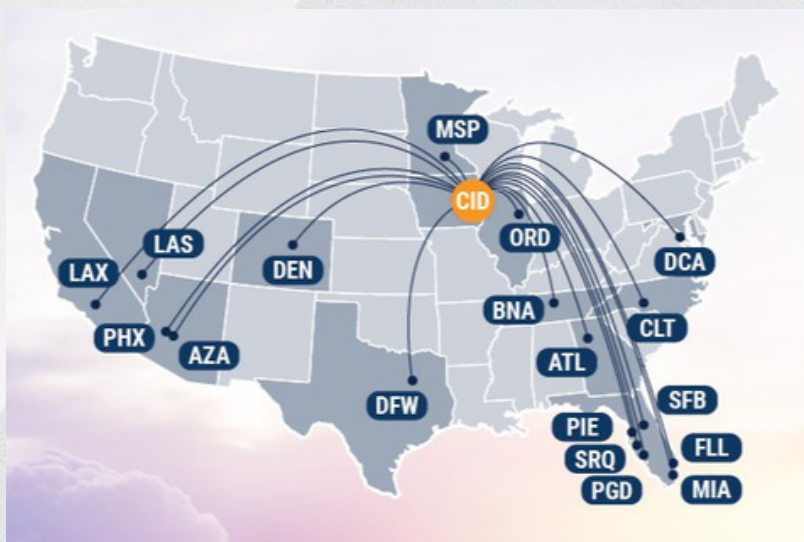 MSP
CID
ORD
LAS
DEN
DCA
LAX
BNA
CLT
PHX
AZA
ATL
DFW
SFB
PIE
FLL
SRQ
PGD
MIA